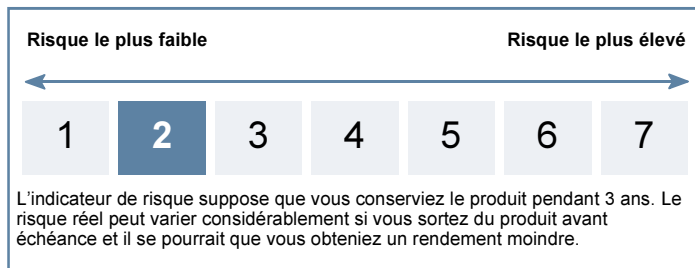 Risque le plus faible Risque le plus élevé
1 2 3 4 5 6 7
L'indicateur de risque suppose que vous conserviez le produit pendant 3 ans. Le
risque réel peut varier considérablement si vous sortez du produit avant
échéance et il se pourrait que vous obteniez un rendement moindre.